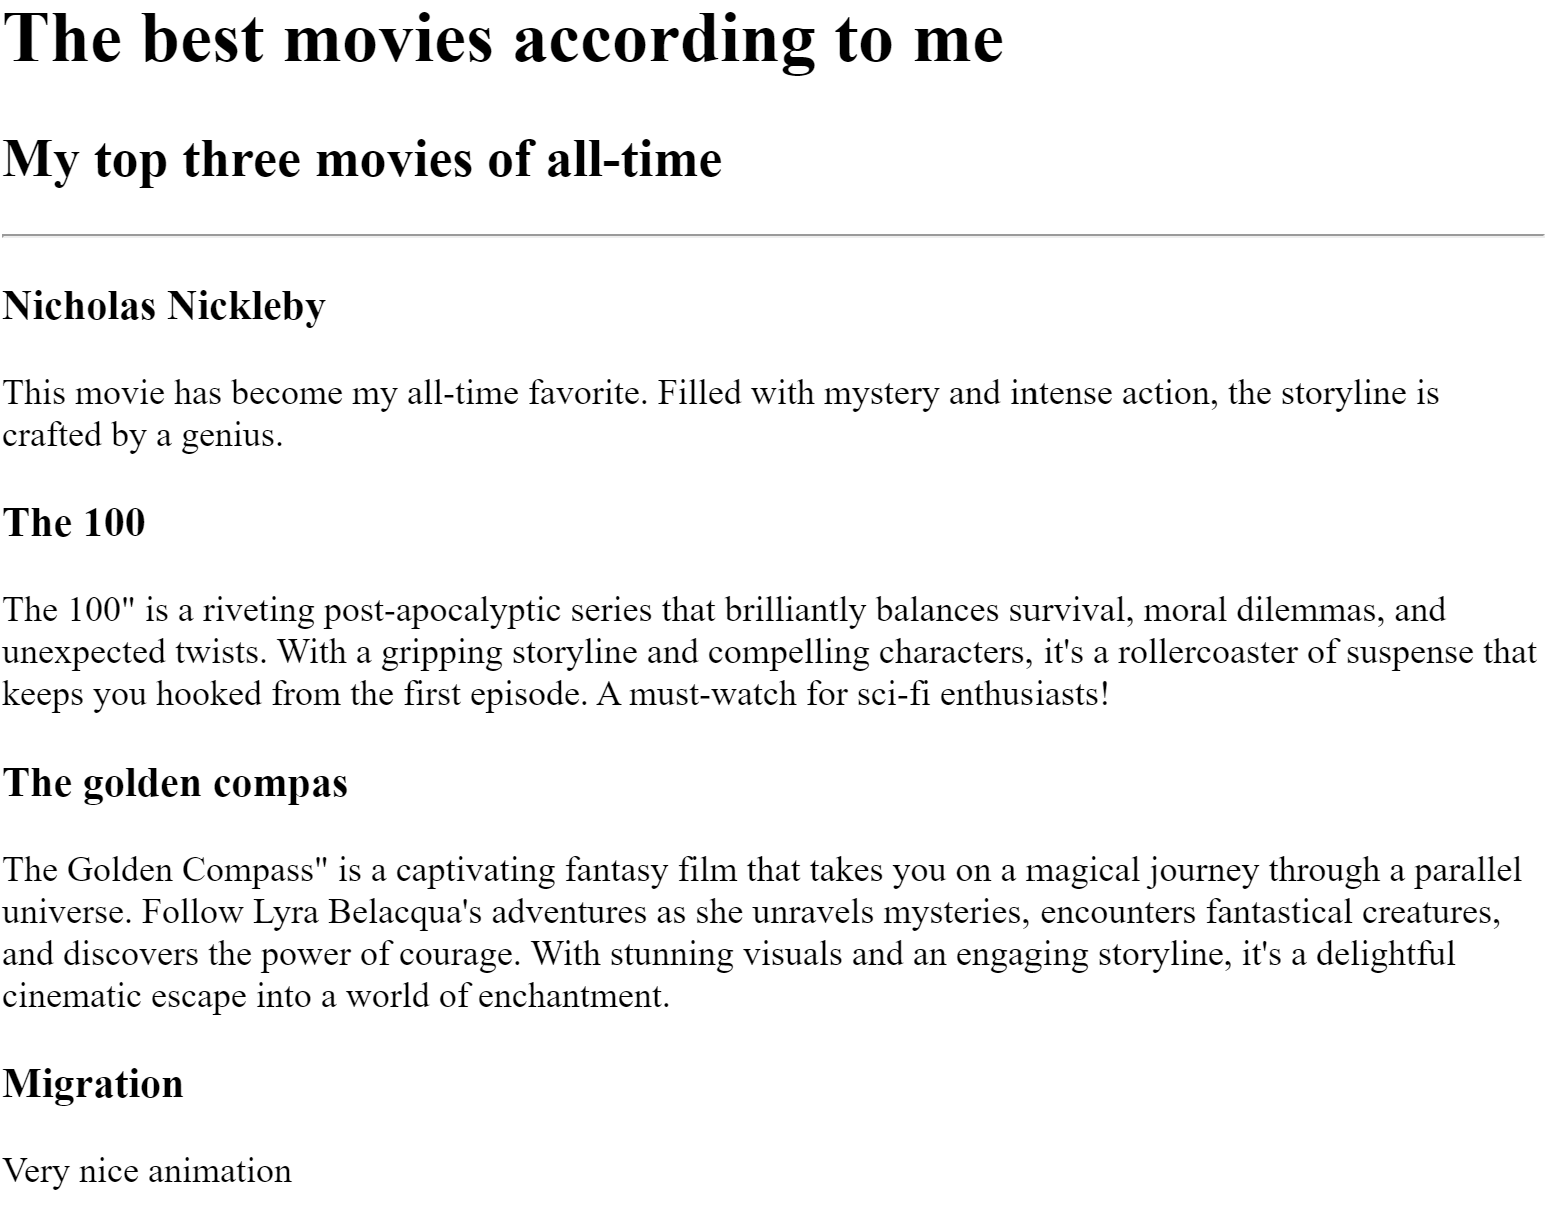 The best movies according to me
My top three movies of all-time
Nicholas Nickleby
This movie has become my all-time favorite. Filled with mystery and intense action, the storyline is
crafted by a genius.
The 100
The 100" is a riveting post-apocalyptic series that brilliantly balances survival, moral dilemmas, and
unexpected twists. With a gripping storyline and compelling characters, it's a rollercoaster of suspense that
keeps you hooked from the first episode. A must-watch for sci-fi enthusiasts!
The golden compas
The Golden Compass" is a captivating fantasy film that takes you on a magical journey through a parallel
universe. Follow Lyra Belacqua's adventures as she unravels mysteries, encounters fantastical creatures,
and discovers the power of courage. With stunning visuals and an engaging storyline, it's a delightful
cinematic escape into a world of enchantment.
Migration
Very nice animation